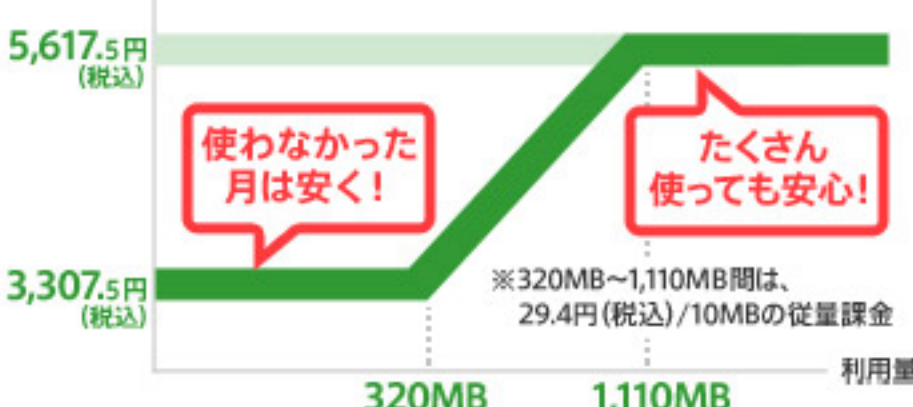 5,617.5円
(税込)
使わなかった
月は安く!
たくさん
使っても安心!
3,307.5円
(税込)
※320MB~1,110MB間は、
29.4円(税込)/10MBの従量課金
利用量
320MB
1,110MB